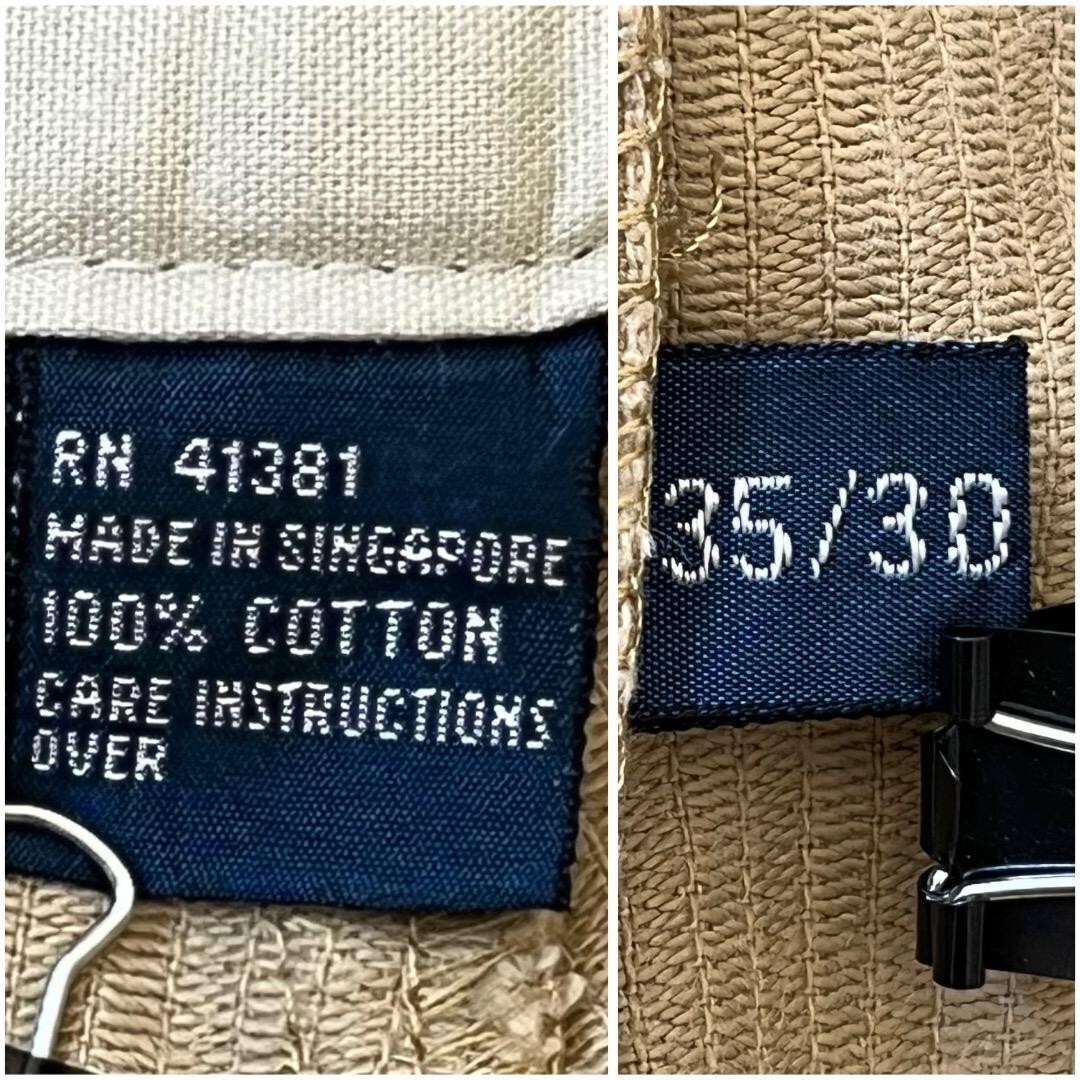 RN 41381
MADE IN SINGAPORE
100% COTTON
CARE INSTRUCTIONS
OVER
35/30